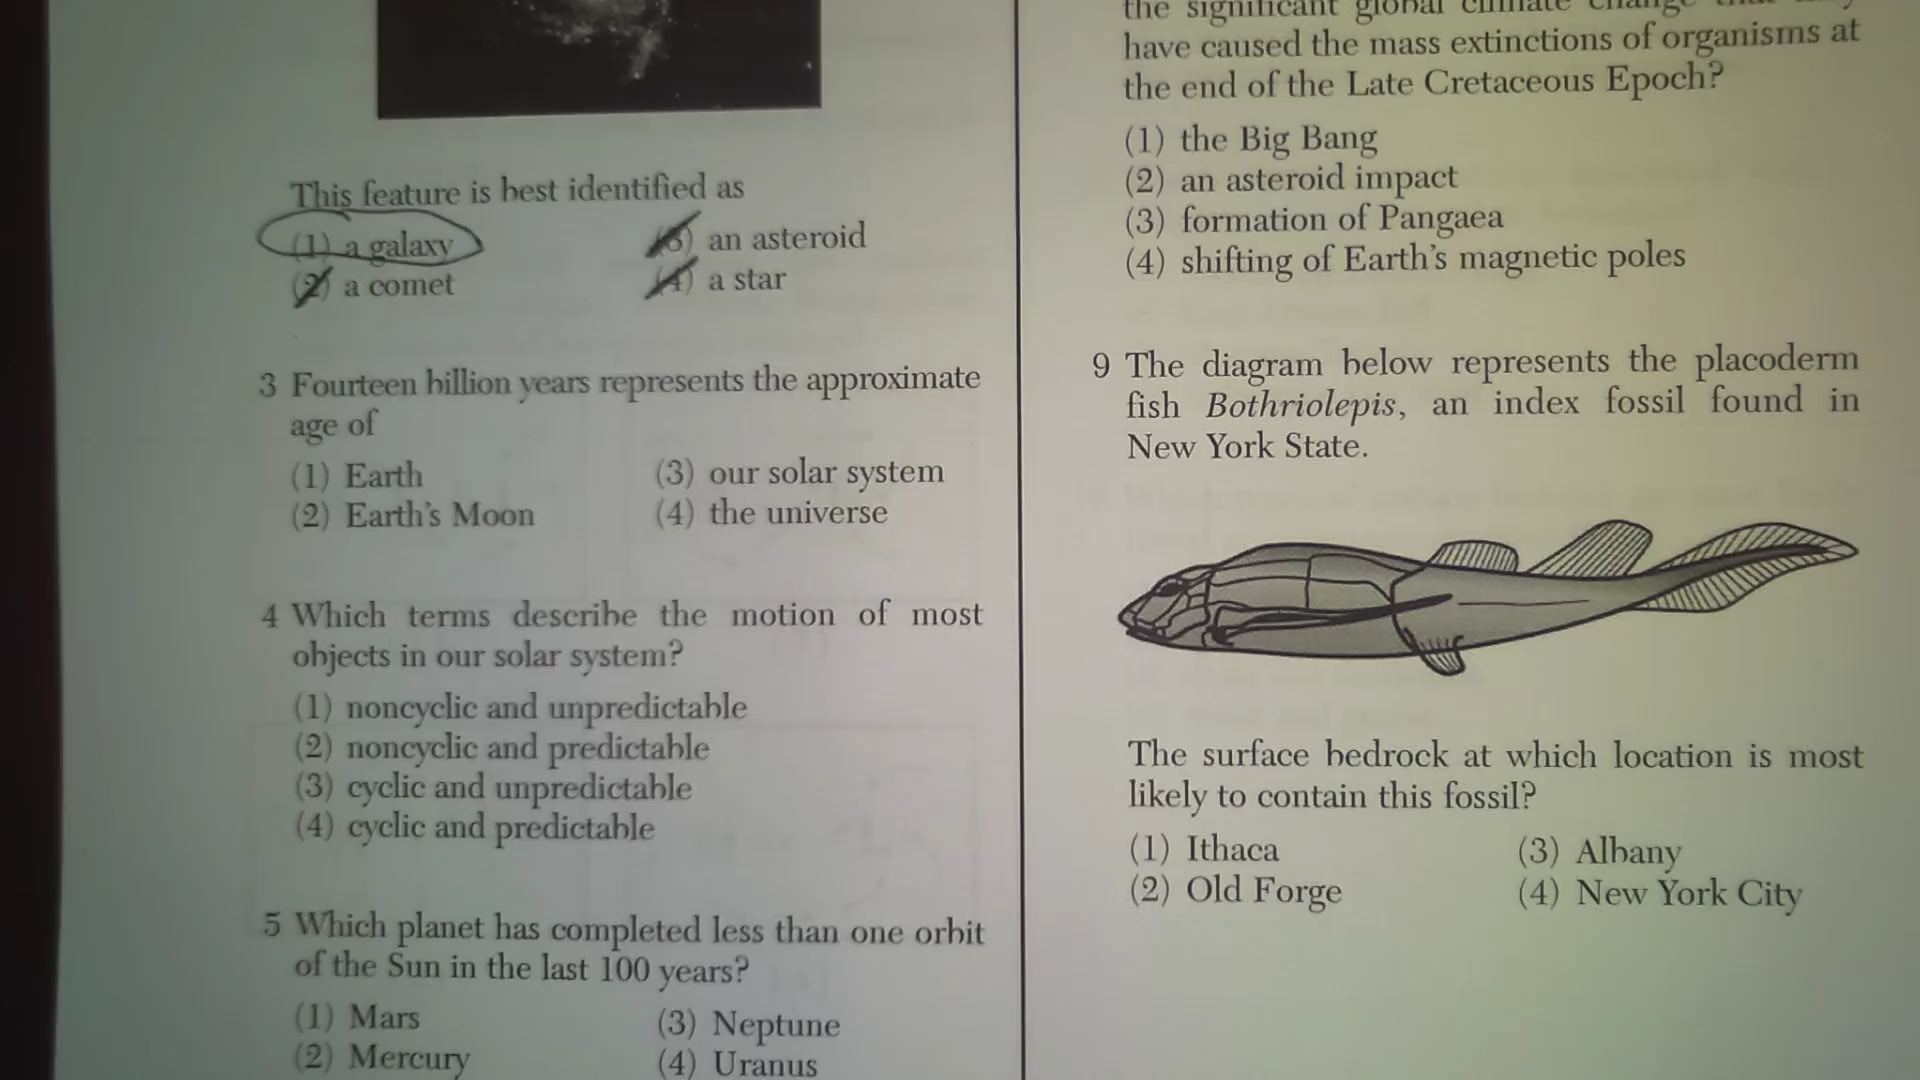 This feature is best identified as
(1) a galaxy
(3) an asteroid
(2) a comet
(4) a star
3 Fourteen billion years represents the approximate
age of
(1) Earth
(3) our solar system
(2) Earth's Moon
(4) the universe
4 Which terms describe the motion of most
objects in our solar system?
(1) noncyclic and unpredictable
(2) noncyclic and predictable
(3) cyclic and unpredictable
(4) cyclic and predictable
5 Which planet has completed less than one orbit
of the Sun in the last 100 years?
(1) Mars
(3) Neptune
(2) Mercury
(4) Uranus
the significant global climate change
have caused the mass extinctions of organisms at
the end of the Late Cretaceous Epoch?
(1) the Big Bang
(2) an asteroid impact
(3) formation of Pangaea
(4) shifting of Earth's magnetic poles
9 The diagram below represents the placoderm
fish Bothriolepis, an index fossil found in
New York State.
The surface bedrock at which location is most
likely to contain this fossil?
(1) Ithaca
(3) Albany
(2) Old Forge
(4) New York City